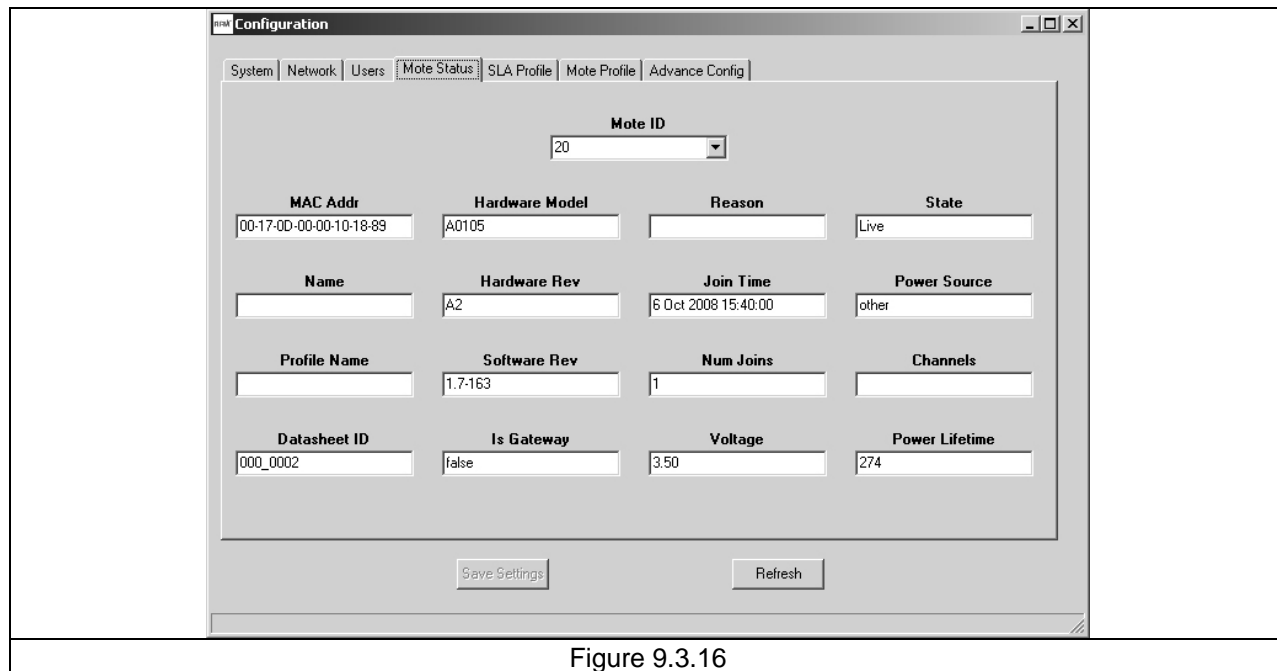 Configuration
System Network Users Mote Status SLA Profile Mote Profile Advance Config
Mote ID
20
MAC Addr Hardware Model Reason State
00-17-0D-00-00-10-18-89 A0105 Live
Name Hardware Rev Join Time Power Source
A2 6 Oct 2008 15:40:00 other
Profile Name Software Rev Num Joins Channels
1.7-163 1
Datasheet ID Is Gateway Voltage Power Lifetime
000_0002 false 3.50 274
Save Settings Refresh
Figure 9.3.16